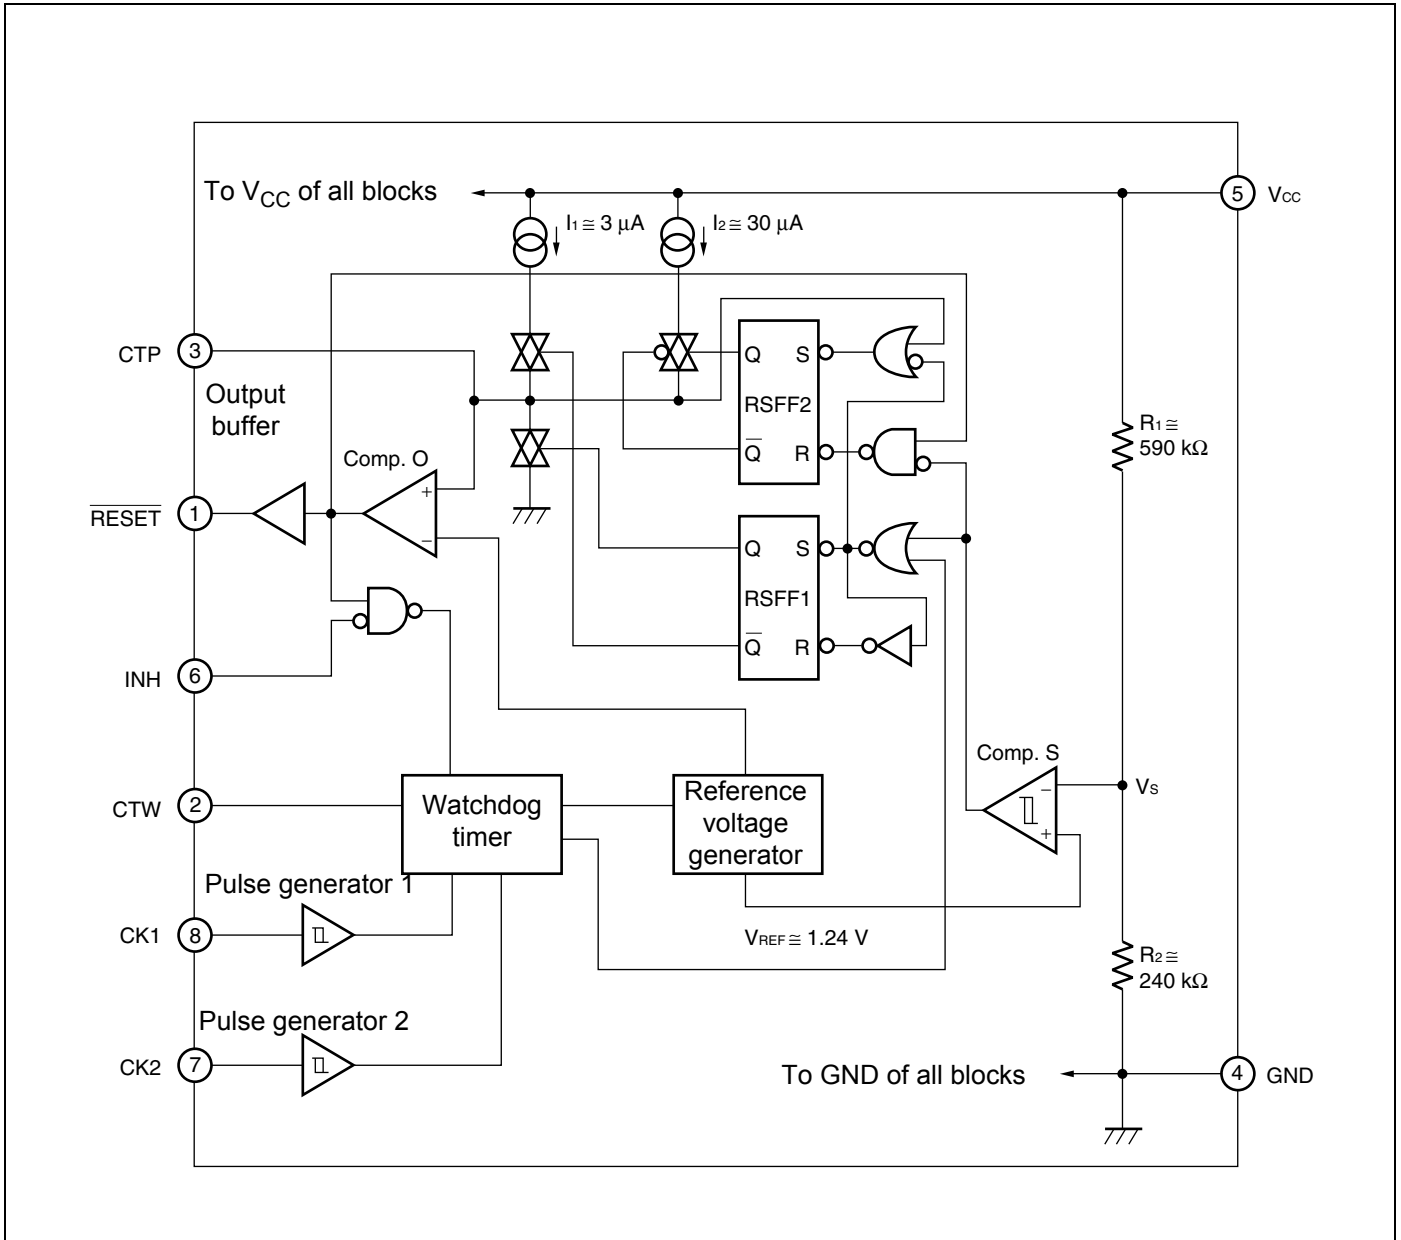 To VCC of all blocks
5
VCC
I1 ≅ 3 μA
I2 ≅ 30 μA
CTP
3
Output
buffer
Q
S
RSFF2
Q̅
R
R1 ≅
590 kΩ
Comp. O
+
−
R̅E̅S̅E̅T̅
1
Q
S
RSFF1
Q̅
R
INH
6
Comp. S
−
+
VS
CTW
2
Watchdog
timer
Reference
voltage
generator
Pulse generator 1
CK1
8
VREF ≅ 1.24 V
R2 ≅
240 kΩ
Pulse generator 2
CK2
7
To GND of all blocks
4
GND